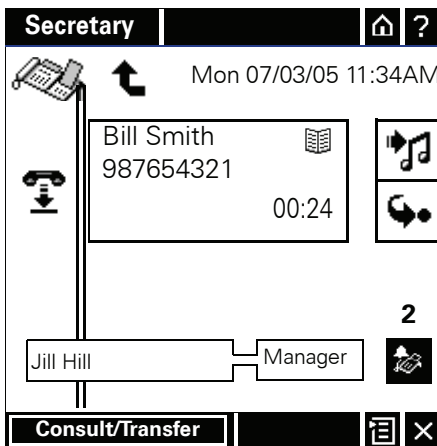 Secretary ?
Mon 07/03/05 11:34AM
Bill Smith
987654321
00:24
2
Jill Hill Manager
Consult/Transfer